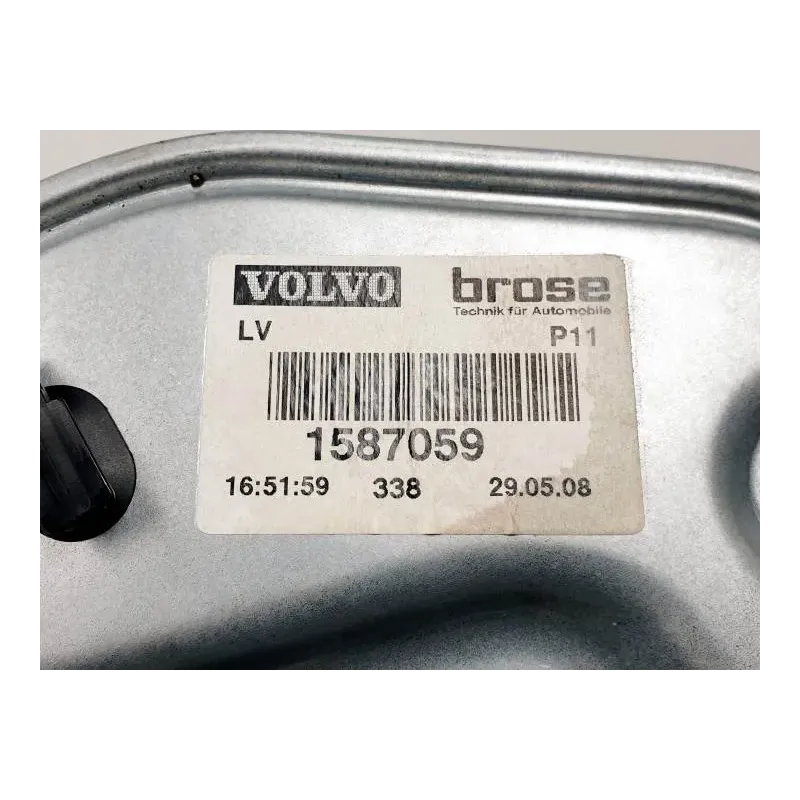 VOLVO brose
Technik für Automobile
LV P11
1587059
16:51:59 338 29.05.08